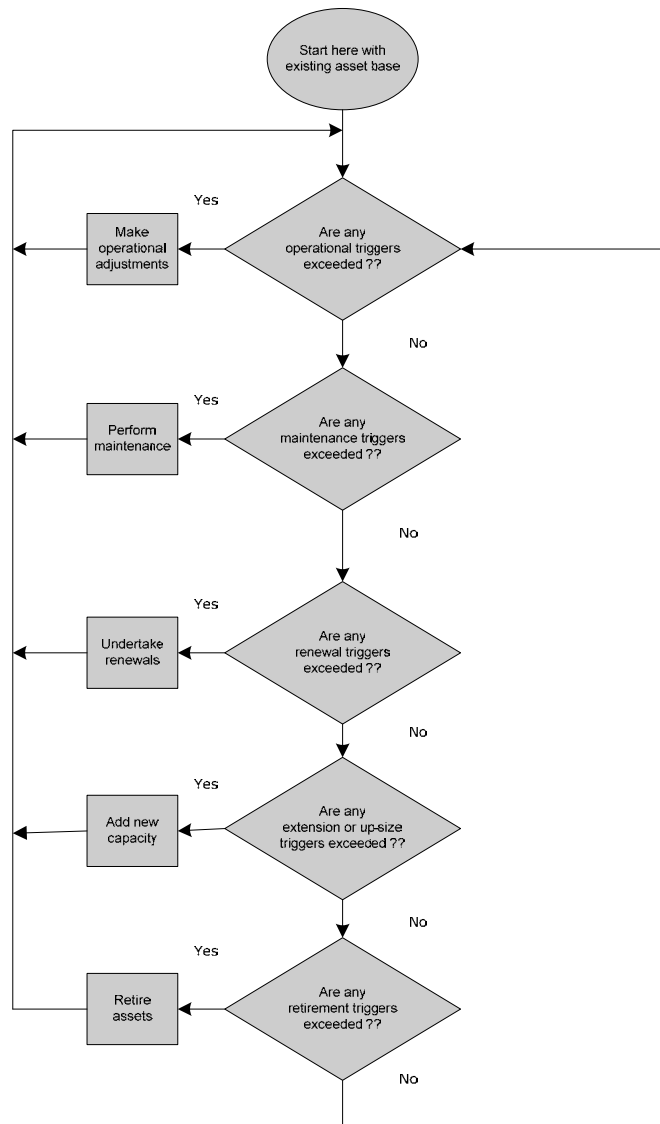 Start here with
existing asset base
Yes
Make
operational
adjustments
Are any
operational triggers
exceeded ??
No
Yes
Perform
maintenance
Are any
maintenance triggers
exceeded ??
No
Yes
Undertake
renewals
Are any
renewal triggers
exceeded ??
No
Yes
Add new
capacity
Are any
extension or up-size
triggers exceeded ??
No
Yes
Retire
assets
Are any
retirement triggers
exceeded ??
No